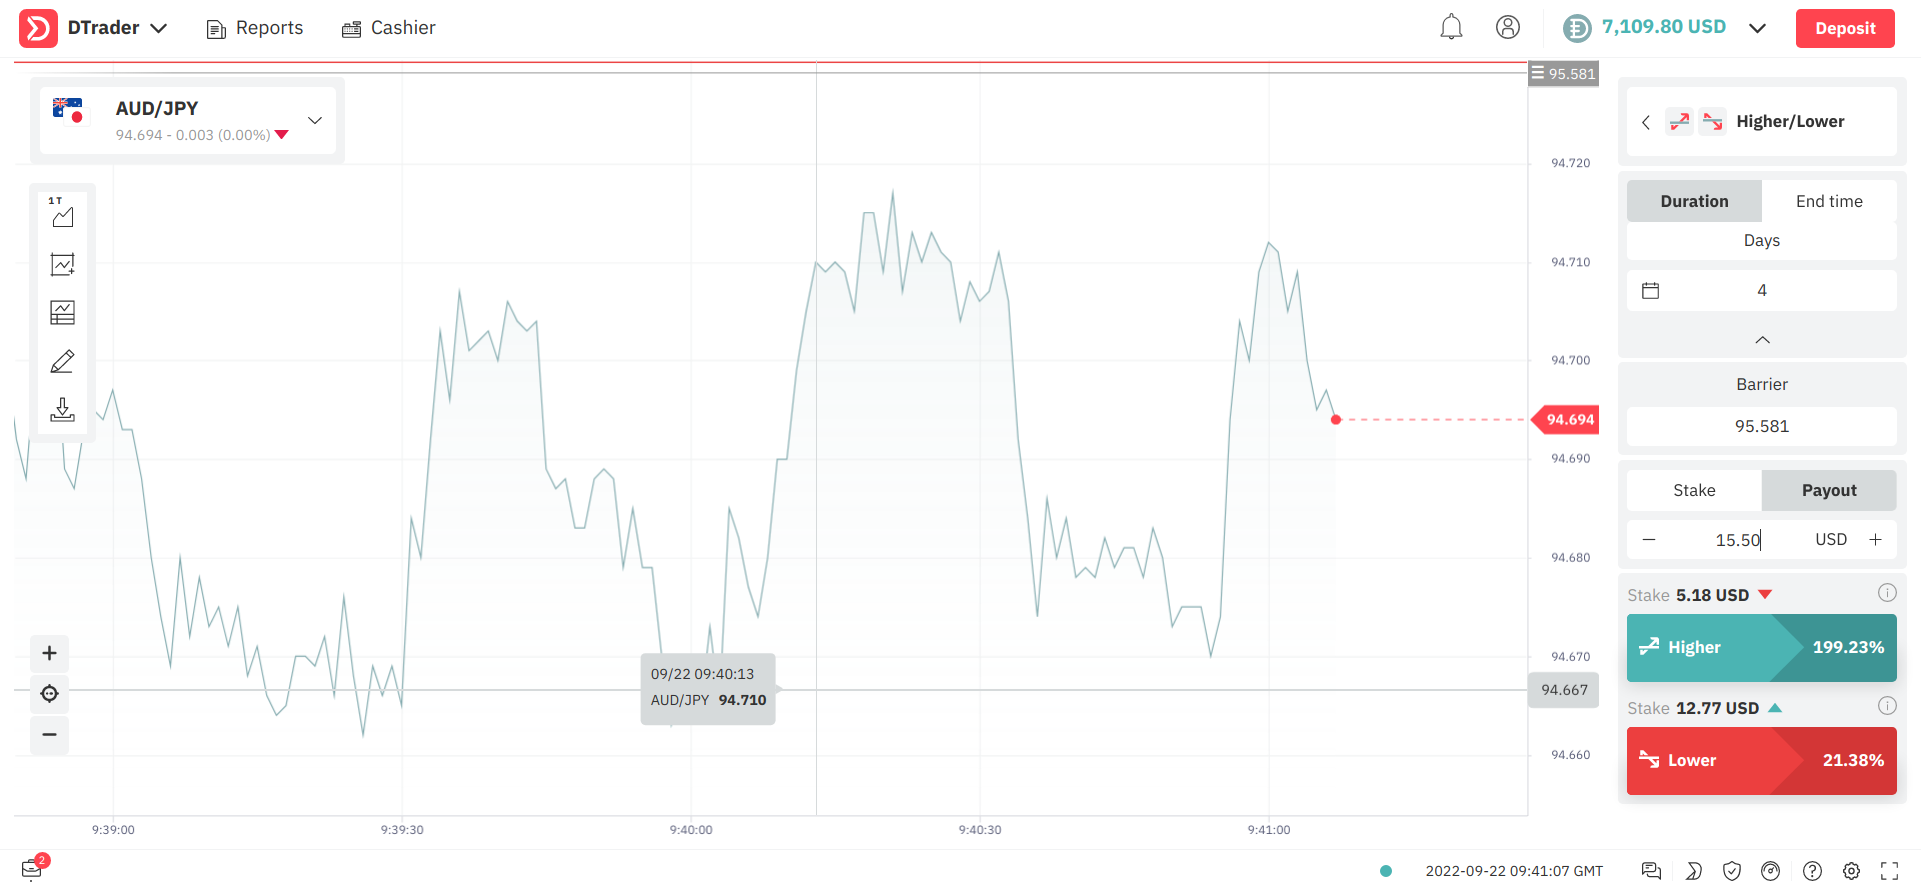 DTrader
Reports
Cashier
7,109.80 USD
Deposit
95.581
AUD/JPY
94.694 - 0.003 (0.00%)
1 T
94.720
94.710
94.700
94.694
94.690
94.680
94.670
94.667
94.660
09/22 09:40:13
AUD/JPY 94.710
9:39:00
9:39:30
9:40:00
9:40:30
9:41:00
Higher/Lower
Duration
End time
Days
4
Barrier
95.581
Stake
Payout
15.50
USD
Stake 5.18 USD
Higher
199.23%
Stake 12.77 USD
Lower
21.38%
2
2022-09-22 09:41:07 GMT